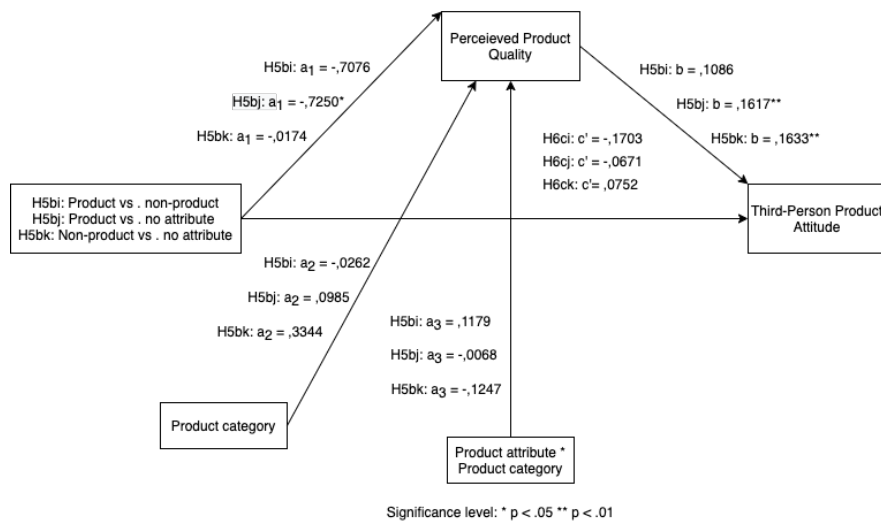 Perceieved Product
Quality
H5bi: a1 = -,7076
H5bj: a1 = -,7250*
H5bk: a1 = -,0174
H5bi: b = ,1086
H5bj: b = ,1617**
H5bk: b = ,1633**
H6ci: c' = -,1703
H6cj: c' = -,0671
H6ck: c'= ,0752
H5bi: Product vs . non-product
H5bj: Product vs . no attribute
H5bk: Non-product vs . no attribute
Third-Person Product
Attitude
H5bi: a2 = -,0262
H5bj: a2 = ,0985
H5bk: a2 = ,3344
H5bi: a3 = ,1179
H5bj: a3 = -,0068
H5bk: a3 = -,1247
Product category
Product attribute *
Product category
Significance level: * p < .05 ** p < .01